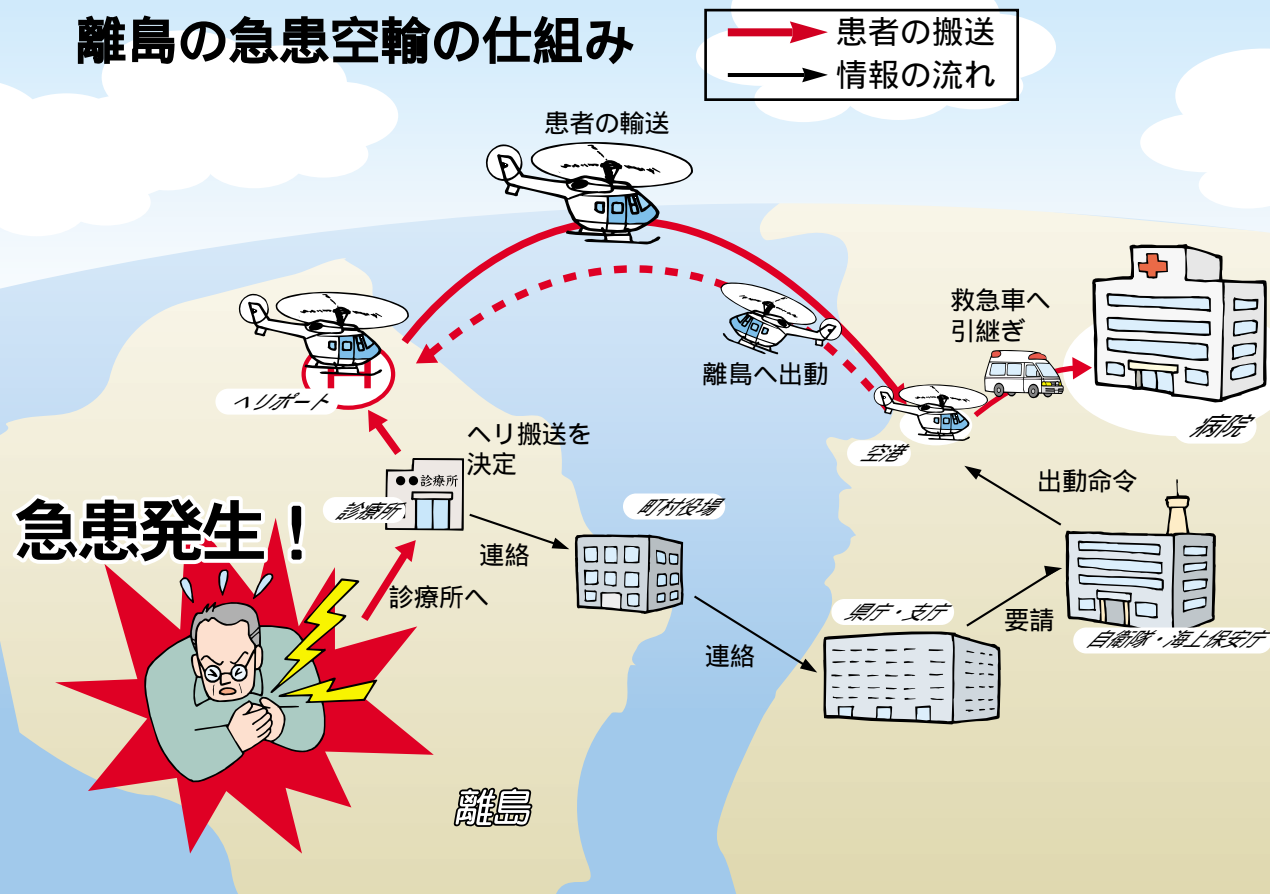 離島の急患空輸の仕組み
患者の搬送
情報の流れ
患者の輸送
離島へ出動
救急車へ
引継ぎ
病院
ヘリポート
空港
ヘリ搬送を
決定
●●診療所
診療所
町村役場
出動命令
急患発生！
連絡
診療所へ
県庁・支庁
要請
自衛隊・海上保安庁
連絡
離島